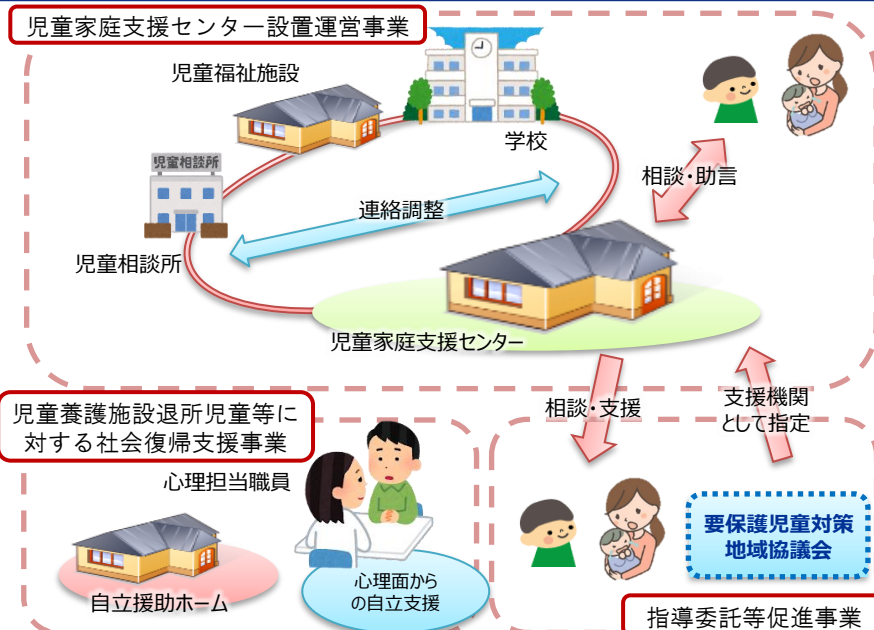 児童家庭支援センター設置運営事業
児童福祉施設
学校
児童相談所
児童相談所
連絡調整
相談・助言
児童家庭支援センター
相談・支援
支援機関
として指定
児童養護施設退所児童等に
対する社会復帰支援事業
心理担当職員
自立援助ホーム
心理面から
の自立支援
要保護児童対策
地域協議会
指導委託等促進事業